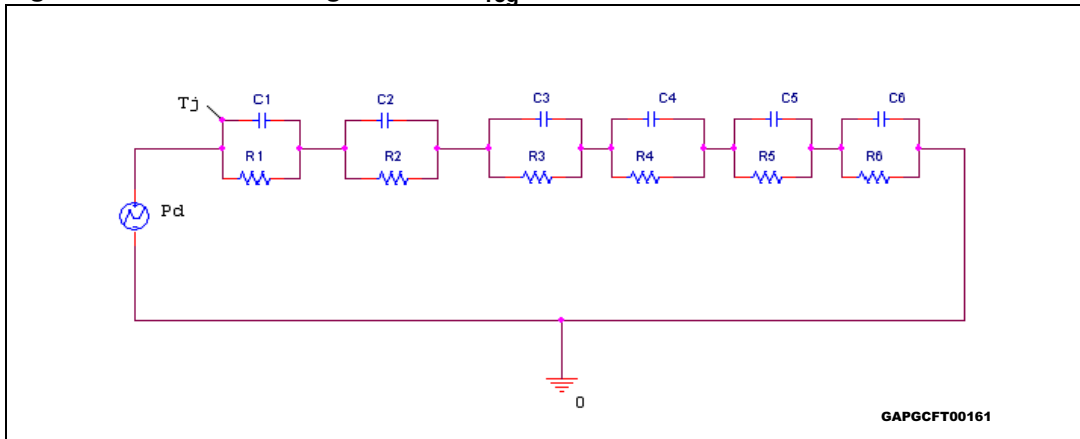 Tj
C1 C2 C3 C4 C5 C6
R1 R2 R3 R4 R5 R6
Pd
0
GAPGCFT00161